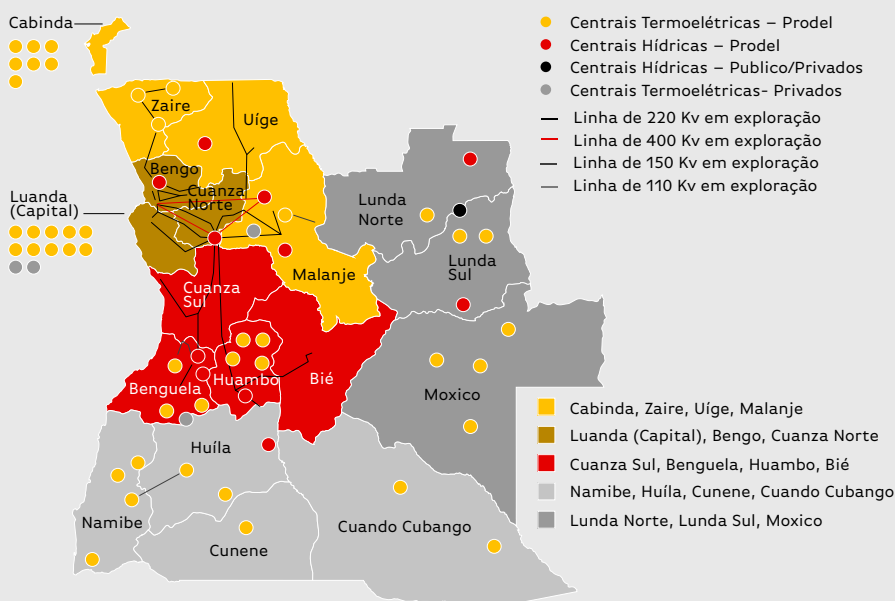 Cabinda
Luanda
(Capital)
Zaire
Uíge
Bengo
Cuanza
Norte
Malanje
Lunda
Norte
Lunda
Sul
Cuanza
Sul
Benguela
Huambo
Bié
Moxico
Huíla
Namibe
Cunene
Cuando Cubango
Centrais Termoelétricas – Prodel
Centrais Hídricas – Prodel
Centrais Hídricas – Publico/Privados
Centrais Termoelétricas- Privados
Linha de 220 Kv em exploração
Linha de 400 Kv em exploração
Linha de 150 Kv em exploração
Linha de 110 Kv em exploração
Cabinda, Zaire, Uíge, Malanje
Luanda (Capital), Bengo, Cuanza Norte
Cuanza Sul, Benguela, Huambo, Bié
Namibe, Huíla, Cunene, Cuando Cubango
Lunda Norte, Lunda Sul, Moxico